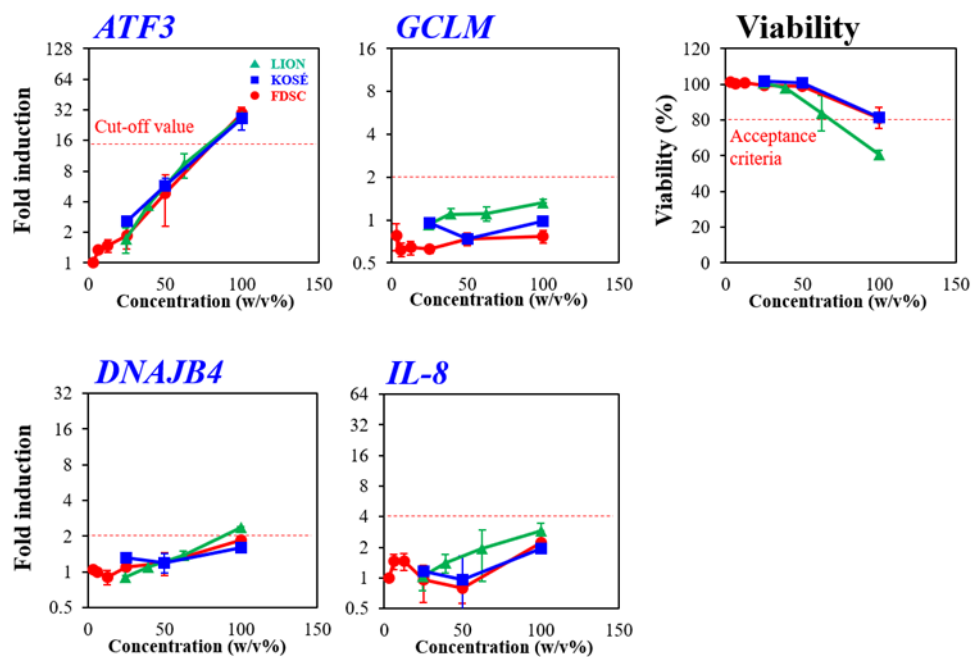 ATF3
GCLM
Viability
Fold induction
128
64
32
16
8
4
2
1
LION
KOSÉ
FDSC
Cut-off value
0 50 100 150
Concentration (w/v%)
16
8
4
2
1
0.5
0 50 100 150
Concentration (w/v%)
Viability (%)
120
100
80
60
40
20
0
Acceptance
criteria
0 50 100 150
Concentration (w/v%)
DNAJB4
IL-8
Fold induction
32
16
8
4
2
1
0.5
0 50 100 150
Concentration (w/v%)
64
32
16
8
4
2
1
0.5
0 50 100 150
Concentration (w/v%)